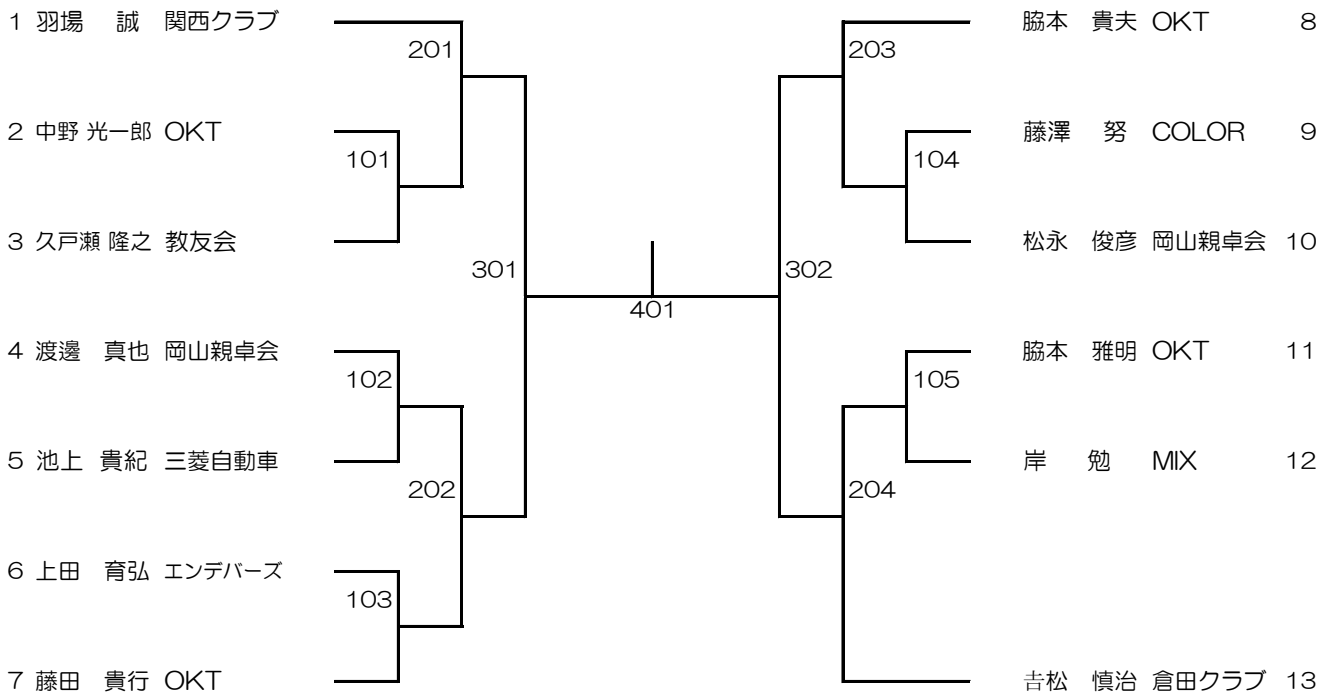 1 羽場 誠 関西クラブ
脇本 貴夫 OKT 8
201
203
2 中野 光一郎 OKT
藤澤 努 COLOR 9
101
104
3 久戸瀬 隆之 教友会
松永 俊彦 岡山親卓会 10
301
302
401
4 渡邊 真也 岡山親卓会
脇本 雅明 OKT 11
102
105
5 池上 貴紀 三菱自動車
岸 勉 MIX 12
202
204
6 上田 育弘 エンデバーズ
103
7 藤田 貴行 OKT
𠮷松 慎治 倉田クラブ 13